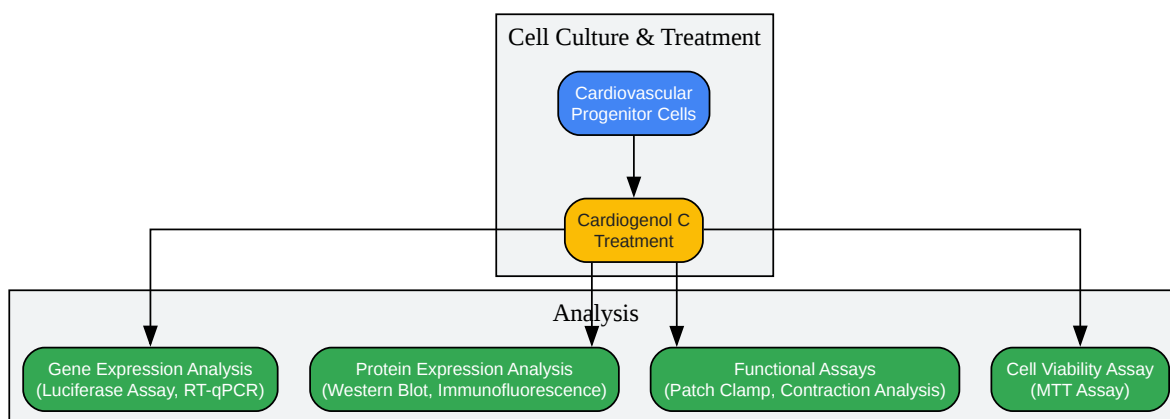 Cell Culture & Treatment
Cardiovascular
Progenitor Cells
Cardiogenol C
Treatment
Analysis
Gene Expression Analysis
(Luciferase Assay, RT-qPCR)
Protein Expression Analysis
(Western Blot, Immunofluorescence)
Functional Assays
(Patch Clamp, Contraction Analysis)
Cell Viability Assay
(MTT Assay)